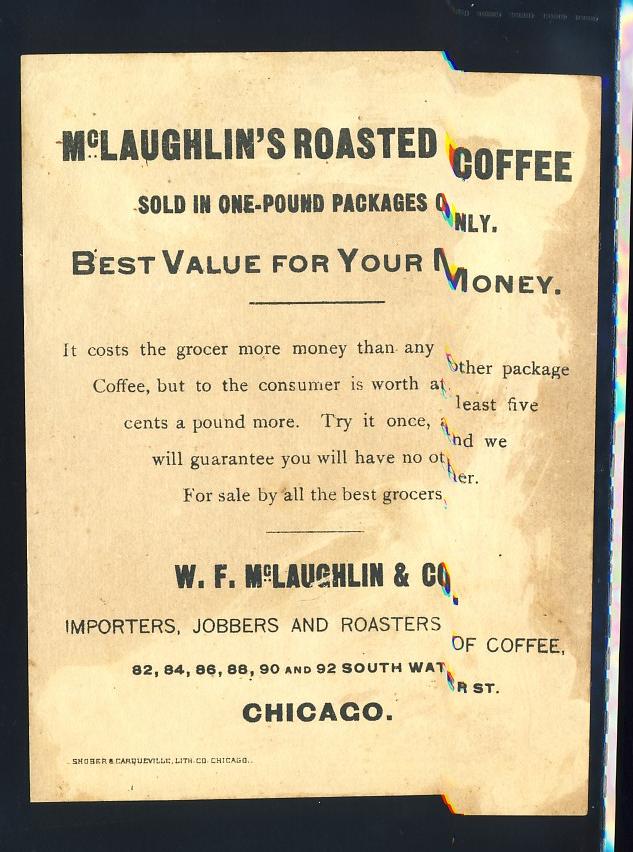 McLAUGHLIN'S ROASTED COFFEE
SOLD IN ONE-POUND PACKAGES ONLY.
BEST VALUE FOR YOUR MONEY.
It costs the grocer more money than any other package
Coffee, but to the consumer is worth at least five
cents a pound more. Try it once, and we
will guarantee you will have no other.
For sale by all the best grocers.
W. F. McLAUGHLIN & CO.
IMPORTERS, JOBBERS AND ROASTERS OF COFFEE,
82, 84, 86, 88, 90 AND 92 SOUTH WATER ST.
CHICAGO.
SHOBER & CARQUEVILLE, LITH. CO. CHICAGO.